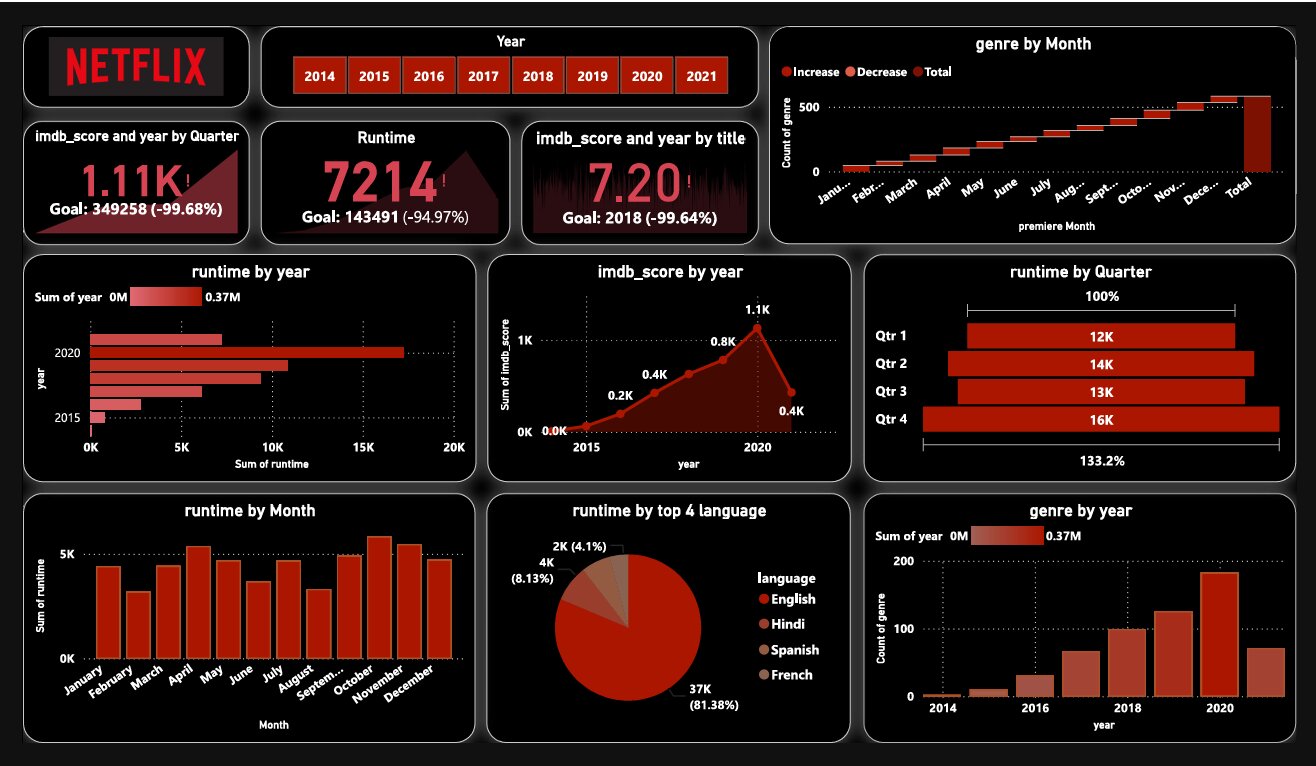 NETFLIX
Year
2014 2015 2016 2017 2018 2019 2020 2021
imdb_score and year by Quarter
1.11K!
Goal: 349258 (-99.68%)
Runtime
7214!
Goal: 143491 (-94.97%)
imdb_score and year by title
7.20!
Goal: 2018 (-99.64%)
genre by Month
Increase Decrease Total
Count of genre
500
0
Janu... Febr... March April May June July Aug... Sept... Octo... Nov... Dece... Total
premiere Month
runtime by year
Sum of year 0M 0.37M
year
2020
2015
0K 5K 10K 15K 20K
Sum of runtime
imdb_score by year
Sum of imdb_score
1K
0K
0.0K
0.2K
0.4K
0.8K
1.1K
0.4K
2015 2020
year
runtime by Quarter
100%
Qtr 1 12K
Qtr 2 14K
Qtr 3 13K
Qtr 4 16K
133.2%
runtime by Month
Sum of runtime
5K
0K
January February March April May June July August Septem... October November December
Month
runtime by top 4 language
2K (4.1%)
4K
(8.13%)
37K
(81.38%)
language
English
Hindi
Spanish
French
genre by year
Sum of year 0M 0.37M
Count of genre
200
100
0
2014 2016 2018 2020
year